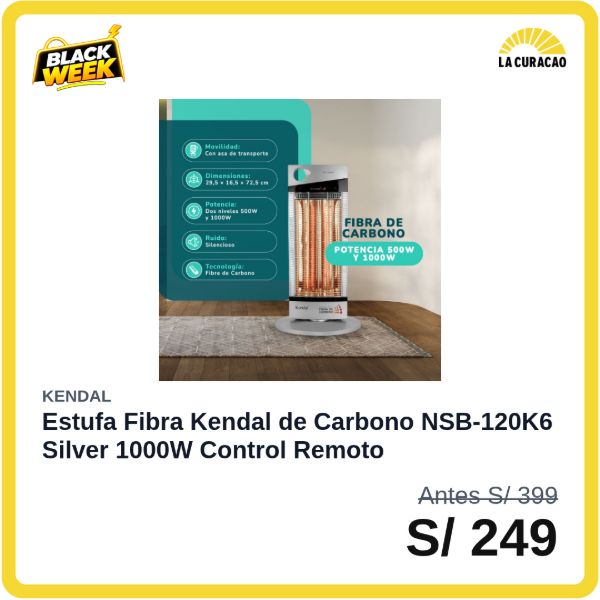 BLACK
WEEK
LA CURACAO
Movilidad:
Con asa de transporte
Dimensiones:
29,5 x 16,5 x 72,5 cm
Potencia:
Dos niveles 500W
y 1000W
Ruido:
Silencioso
Tecnología:
Fibra de Carbono
FIBRA DE
CARBONO
POTENCIA 500W
Y 1000W
Kendal
KENDAL
Estufa Fibra Kendal de Carbono NSB-120K6
Silver 1000W Control Remoto
Antes S/ 399
S/ 249